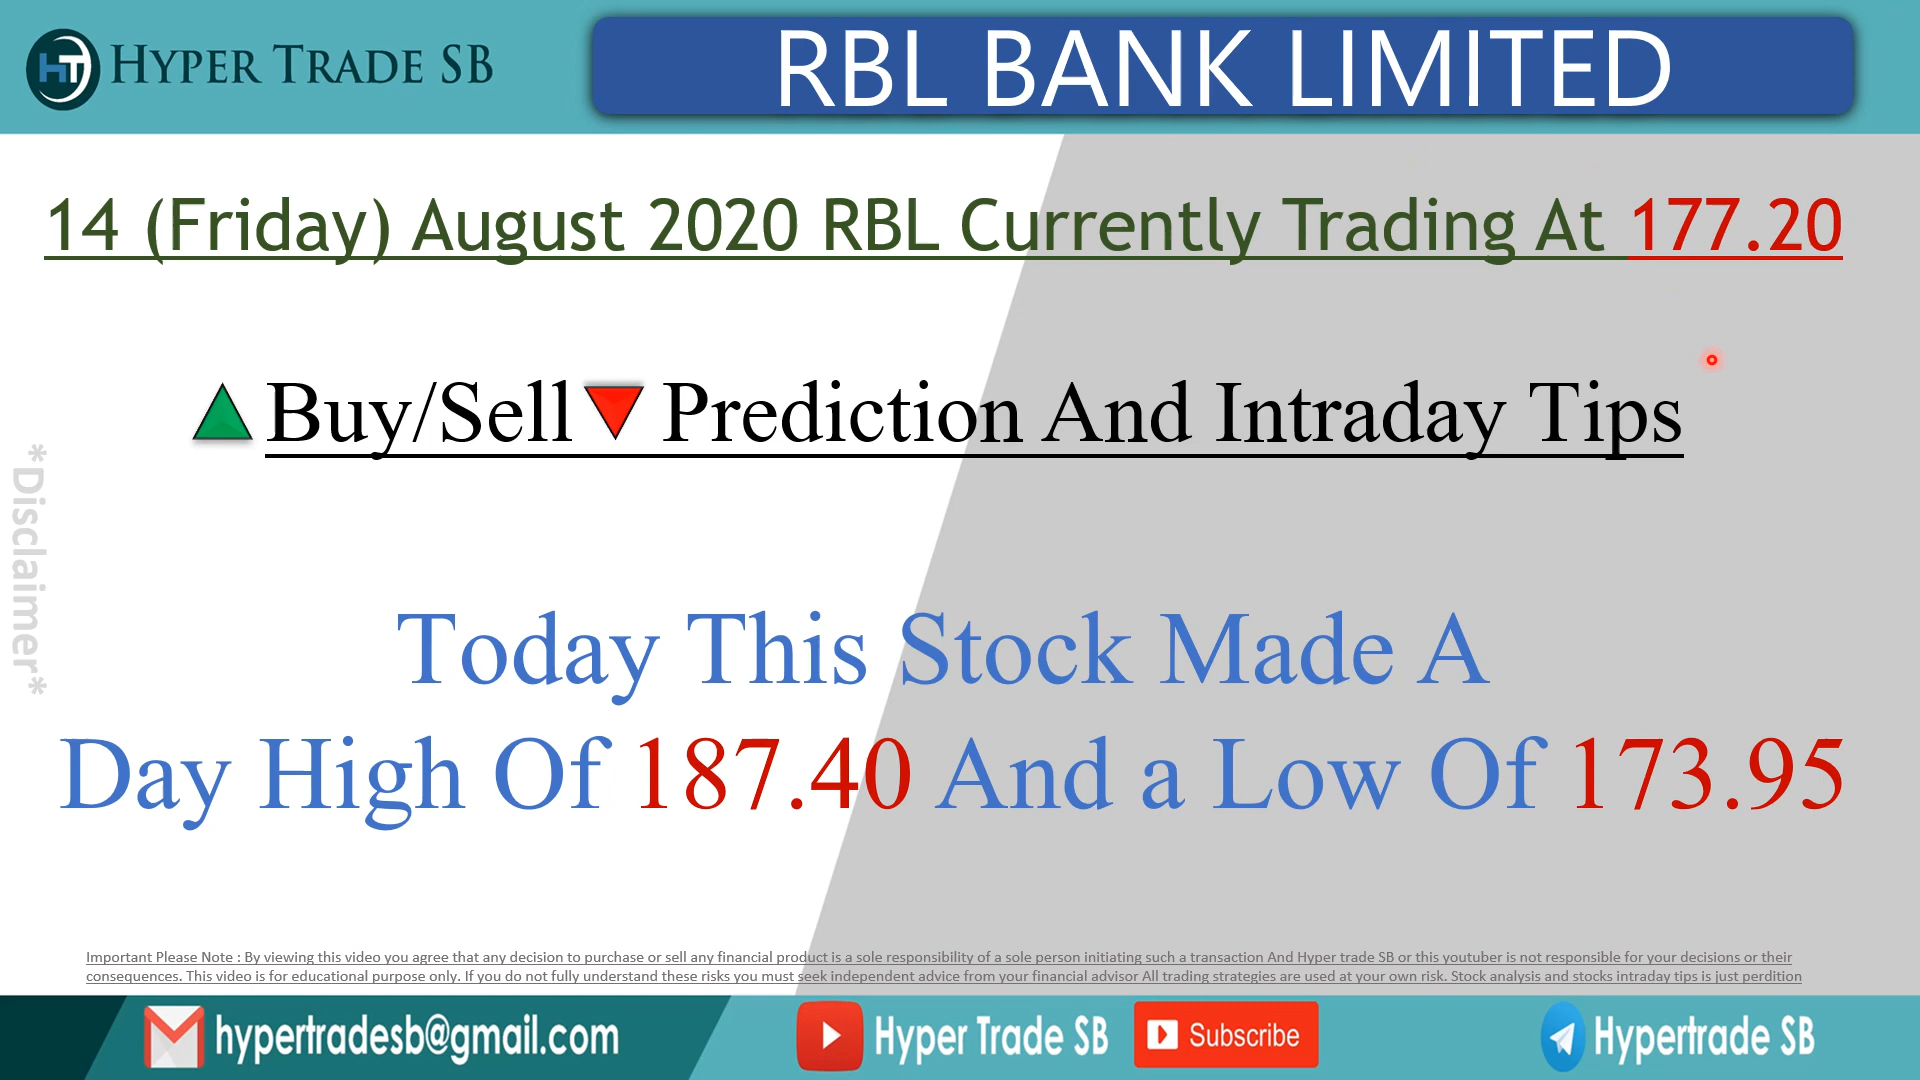 HT HYPER TRADE SB
RBL BANK LIMITED
14 (Friday) August 2020 RBL Currently Trading At 177.20
Buy/Sell Prediction And Intraday Tips
*Disclaimer*
Today This Stock Made A
Day High Of 187.40 And a Low Of 173.95
Important Please Note : By viewing this video you agree that any decision to purchase or sell any financial product is a sole responsibility of a sole person initiating such a transaction And Hyper trade SB or this youtuber is not responsible for your decisions or their
consequences. This video is for educational purpose only. If you do not fully understand these risks you must seek independent advice from your financial advisor All trading strategies are used at your own risk. Stock analysis and stocks intraday tips is just perdition
hypertradesb@gmail.com Hyper Trade SB Subscribe Hypertrade SB